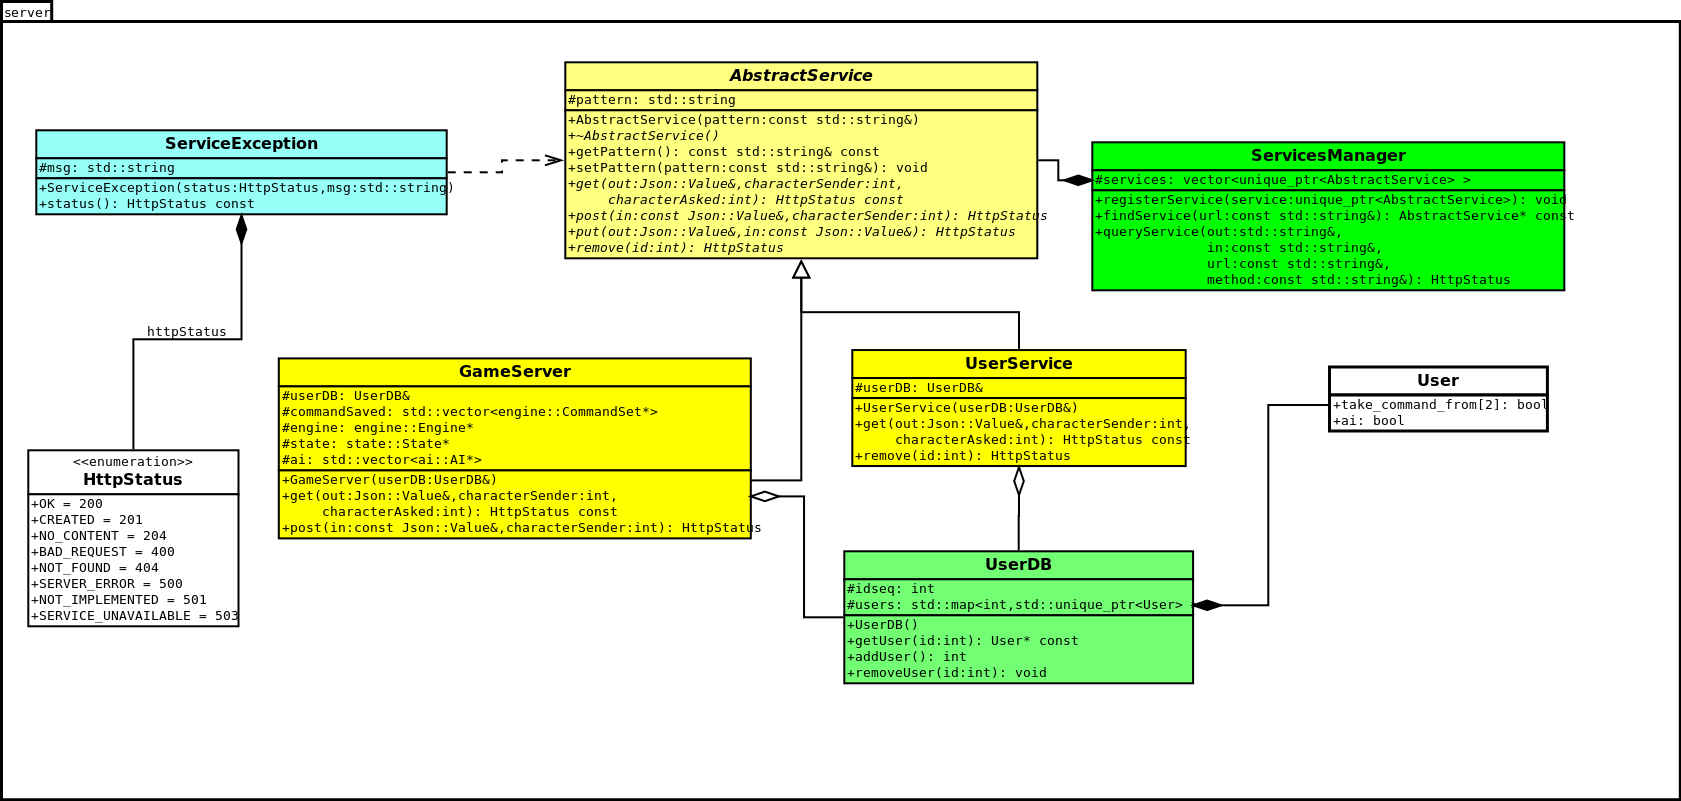 server
AbstractService
#pattern: std::string
+AbstractService(pattern:const std::string&)
+~AbstractService()
+getPattern(): const std::string& const
+setPattern(pattern:const std::string&): void
+get(out:Json::Value&,characterSender:int,
characterAsked:int): HttpStatus const
+post(in:const Json::Value&,characterSender:int): HttpStatus
+put(out:Json::Value&,in:const Json::Value&): HttpStatus
+remove(id:int): HttpStatus
ServiceException
#msg: std::string
+ServiceException(status:HttpStatus,msg:std::string)
+status(): HttpStatus const
ServicesManager
#services: vector<unique_ptr<AbstractService> >
+registerService(service:unique_ptr<AbstractService>): void
+findService(url:const std::string&): AbstractService* const
+queryService(out:std::string&,
in:const std::string&,
url:const std::string&,
method:const std::string&): HttpStatus
httpStatus
GameServer
#userDB: UserDB&
#commandSaved: std::vector<engine::CommandSet*>
#engine: engine::Engine*
#state: state::State*
#ai: std::vector<ai::AI*>
+GameServer(userDB:UserDB&)
+get(out:Json::Value&,characterSender:int,
characterAsked:int): HttpStatus const
+post(in:const Json::Value&,characterSender:int): HttpStatus
UserService
#userDB: UserDB&
+UserService(userDB:UserDB&)
+get(out:Json::Value&,characterSender:int,
characterAsked:int): HttpStatus const
+remove(id:int): HttpStatus
User
+take_command_from[2]: bool
+ai: bool
<<enumeration>>
HttpStatus
+OK = 200
+CREATED = 201
+NO_CONTENT = 204
+BAD_REQUEST = 400
+NOT_FOUND = 404
+SERVER_ERROR = 500
+NOT_IMPLEMENTED = 501
+SERVICE_UNAVAILABLE = 503
UserDB
#idseq: int
#users: std::map<int,std::unique_ptr<User>
+UserDB()
+getUser(id:int): User* const
+addUser(): int
+removeUser(id:int): void